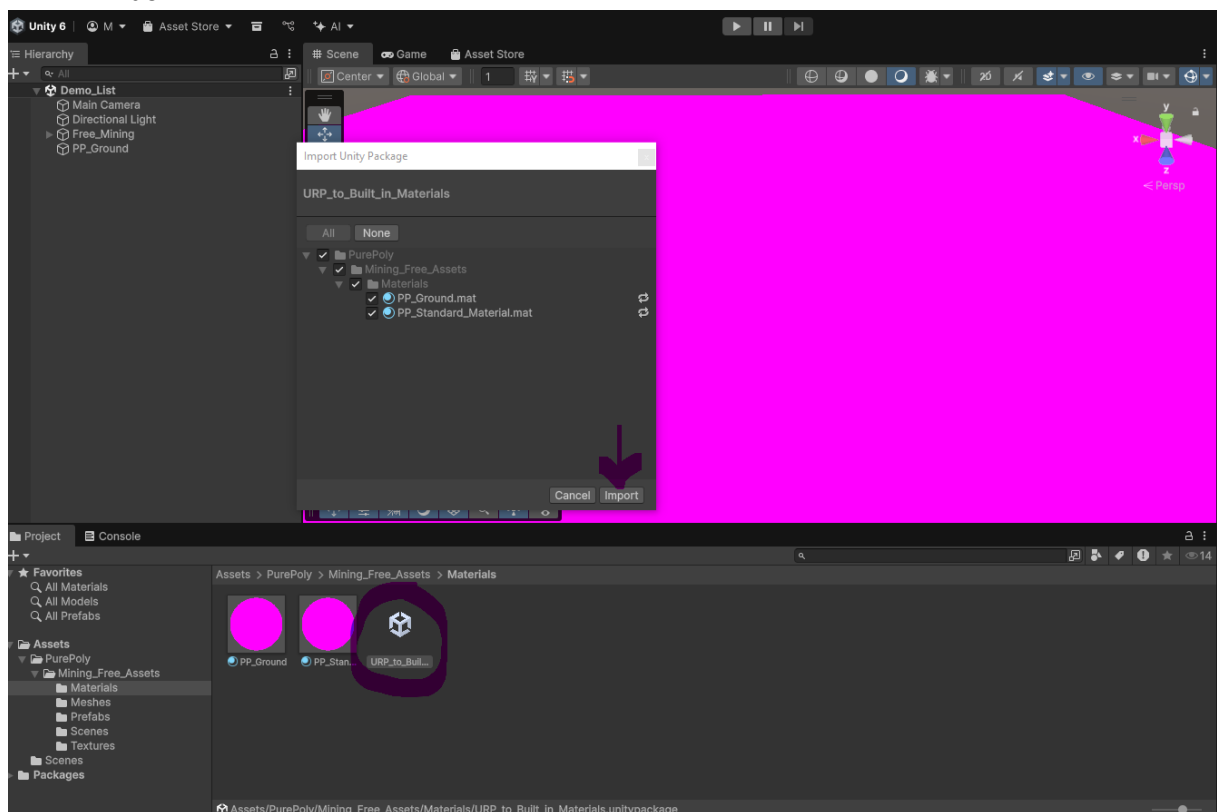 Unity 6 M Asset Store AI
Hierarchy
Scene Game Asset Store
All
Center Global 1 2D
Demo_List
Main Camera
Directional Light
Free_Mining
PP_Ground
y
x
z
Persp
Import Unity Package
URP_to_Built_in_Materials
All None
PurePoly
Mining_Free_Assets
Materials
PP_Ground.mat
PP_Standard_Material.mat
Cancel Import
Project Console
14
Favorites
All Materials
All Models
All Prefabs
Assets
PurePoly
Mining_Free_Assets
Materials
Meshes
Prefabs
Scenes
Textures
Scenes
Packages
Assets > PurePoly > Mining_Free_Assets > Materials
PP_Ground PP_Stan... URP_to_Buil...
Assets/PurePoly/Mining_Free_Assets/Materials/URP_to_Built_in_Materials.unitypackage